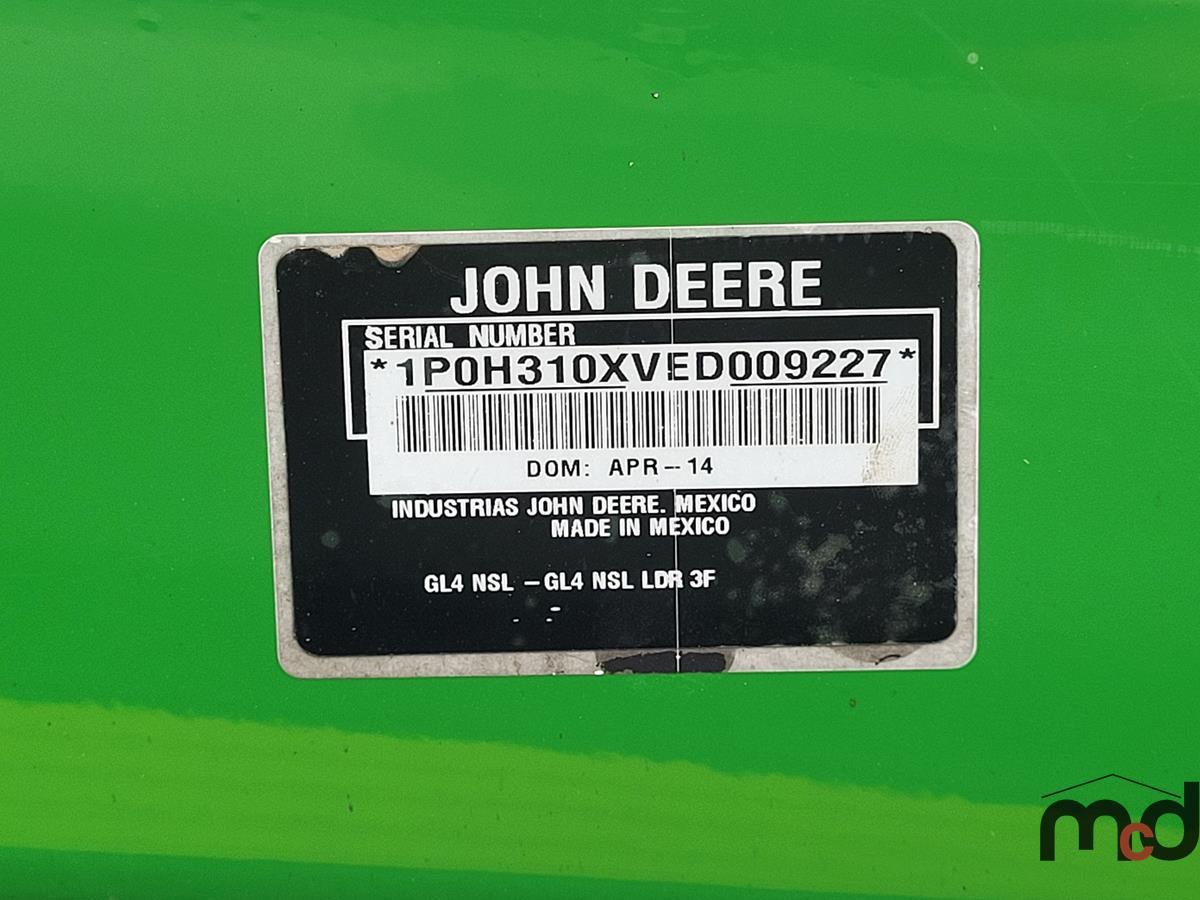 JOHN DEERE
SERIAL NUMBER
*1P0H310XVED009227*
DOM: APR-14
INDUSTRIAS JOHN DEERE. MEXICO
MADE IN MEXICO
GL4 NSL -GL4 NSL LDR 3F
mcd